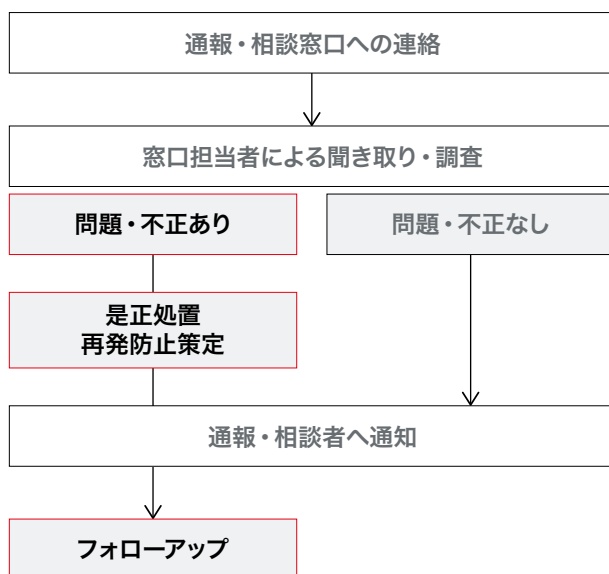 通報・相談窓口への連絡
窓口担当者による聞き取り・調査
問題・不正あり
問題・不正なし
是正処置
再発防止策定
通報・相談者へ通知
フォローアップ